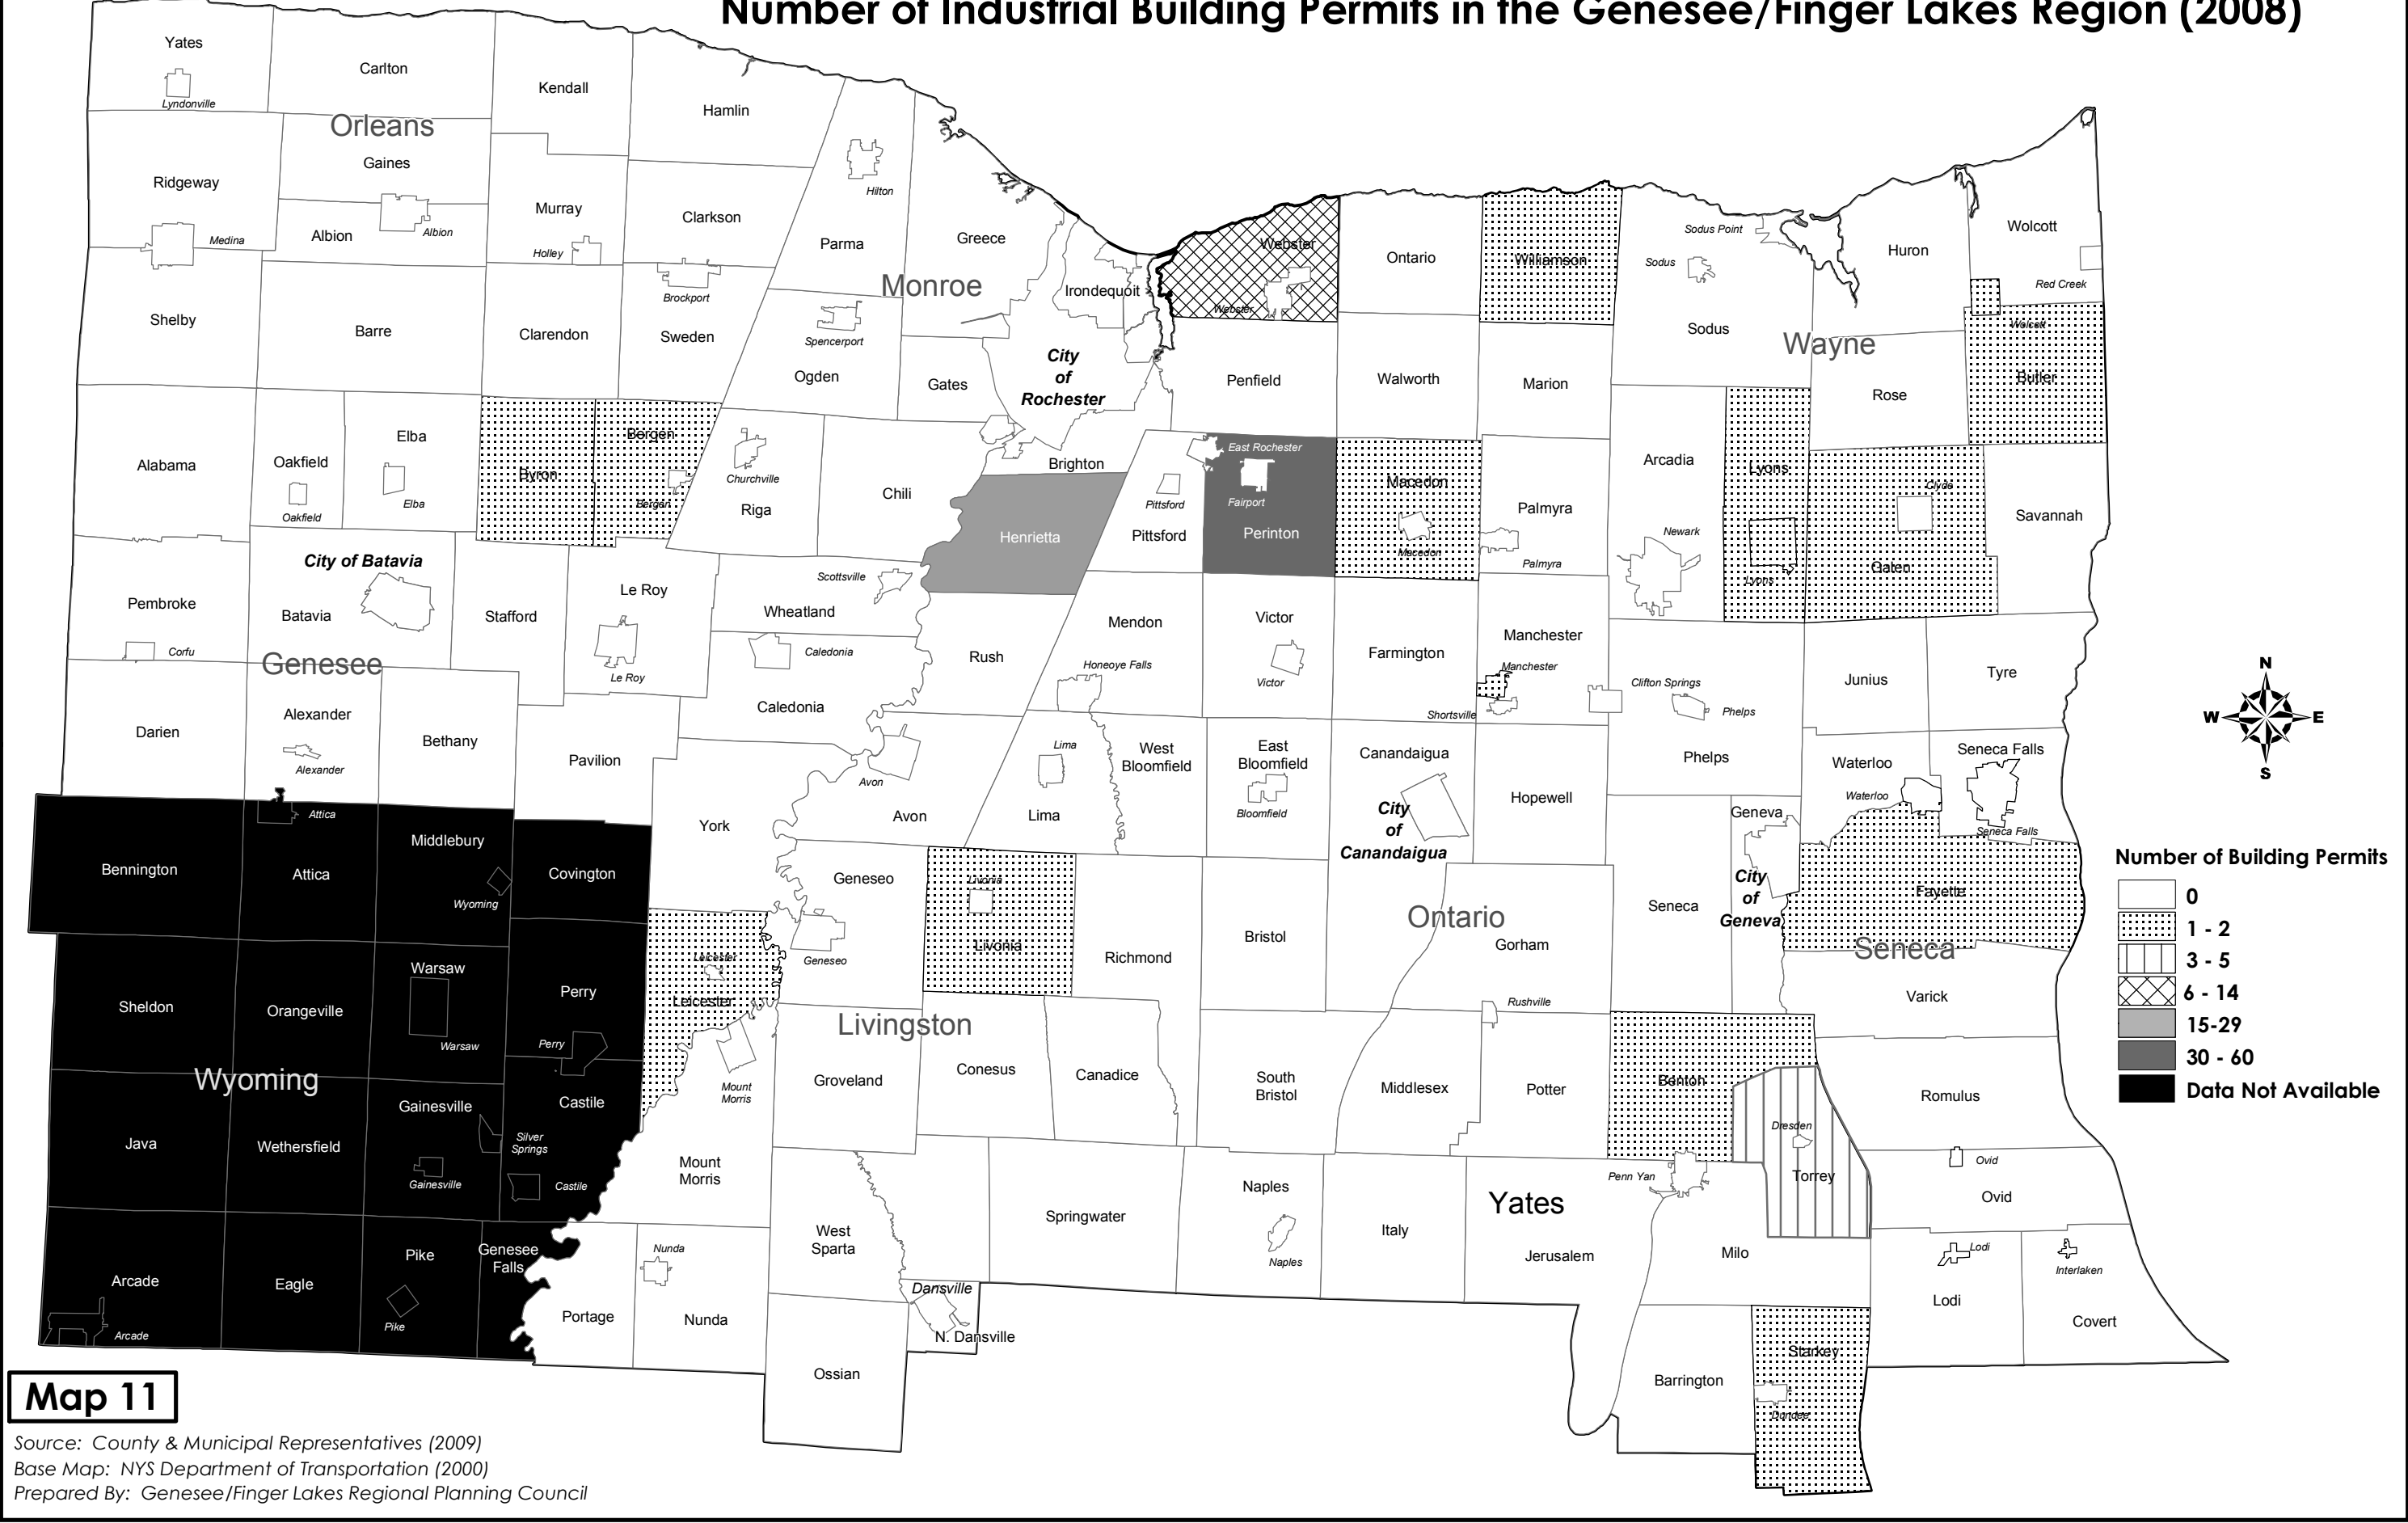 Number of Industrial Building Permits in the Genesee/Finger Lakes Region (2008)
Yates
Lyndonville
Carlton
Kendall
Hamlin
Orleans
Gaines
Ridgeway
Medina
Albion
Albion
Murray
Holley
Clarkson
Hilton
Parma
Greece
Monroe
Irondequoit
Webster
Webster
Ontario
Williamson
Sodus Point
Sodus
Sodus
Huron
Wolcott
Red Creek
Wolcott
Wayne
Butler
Rose
Shelby
Barre
Clarendon
Brockport
Sweden
Spencerport
Ogden
Gates
City
of
Rochester
Penfield
Walworth
Marion
Alabama
Oakfield
Oakfield
Elba
Elba
Byron
Bergen
Bergen
Churchville
Riga
Chili
Brighton
Henrietta
Pittsford
Pittsford
East Rochester
Fairport
Perinton
Macedon
Macedon
Palmyra
Palmyra
Arcadia
Newark
Lyons
Lyons
Clyde
Galen
Savannah
City of Batavia
Pembroke
Corfu
Batavia
Stafford
Le Roy
Le Roy
Scottsville
Wheatland
Caledonia
Caledonia
Rush
Mendon
Honeoye Falls
Victor
Victor
Farmington
Manchester
Manchester
Shortsville
Clifton Springs
Phelps
Phelps
Junius
Tyre
N
W
E
S
Genesee
Darien
Alexander
Alexander
Bethany
Pavilion
York
Avon
Avon
Lima
Lima
West
Bloomfield
East
Bloomfield
Bloomfield
Canandaigua
City
of
Canandaigua
Hopewell
Waterloo
Waterloo
Seneca Falls
Seneca Falls
Geneva
City
of
Geneva
Seneca
Fayette
Seneca
Varick
Bennington
Attica
Attica
Middlebury
Wyoming
Covington
Geneseo
Geneseo
Livonia
Livonia
Richmond
Bristol
Ontario
Gorham
Rushville
Sheldon
Orangeville
Warsaw
Warsaw
Perry
Perry
Leicester
Leicester
Livingston
Wyoming
Java
Wethersfield
Gainesville
Gainesville
Silver
Springs
Castile
Castile
Mount
Morris
Mount
Morris
Groveland
Conesus
Canadice
South
Bristol
Middlesex
Potter
Benton
Dresden
Torrey
Romulus
Ovid
Ovid
Arcade
Arcade
Eagle
Pike
Pike
Genesee
Falls
Portage
Nunda
Nunda
West
Sparta
Springwater
Naples
Naples
Italy
Yates
Jerusalem
Penn Yan
Milo
Lodi
Lodi
Interlaken
Covert
Dansville
N. Dansville
Ossian
Barrington
Starkey
Dundee
Number of Building Permits
0
1 - 2
3 - 5
6 - 14
15-29
30 - 60
Data Not Available
Map 11
Source: County & Municipal Representatives (2009)
Base Map: NYS Department of Transportation (2000)
Prepared By: Genesee/Finger Lakes Regional Planning Council